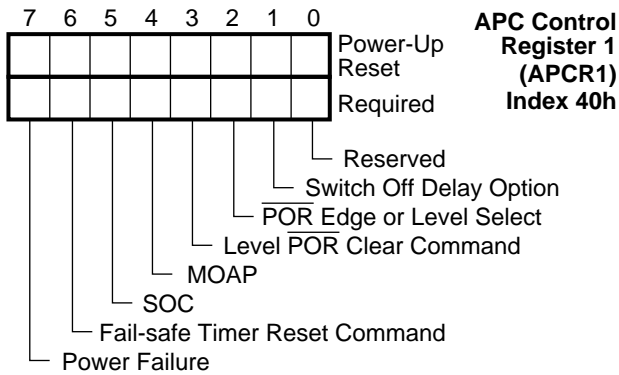 7 6 5 4 3 2 1 0
APC Control
Register 1
(APCR1)
Index 40h
Power-Up
Reset
Required
Reserved
Switch Off Delay Option
POR Edge or Level Select
Level POR Clear Command
MOAP
SOC
Fail-safe Timer Reset Command
Power Failure